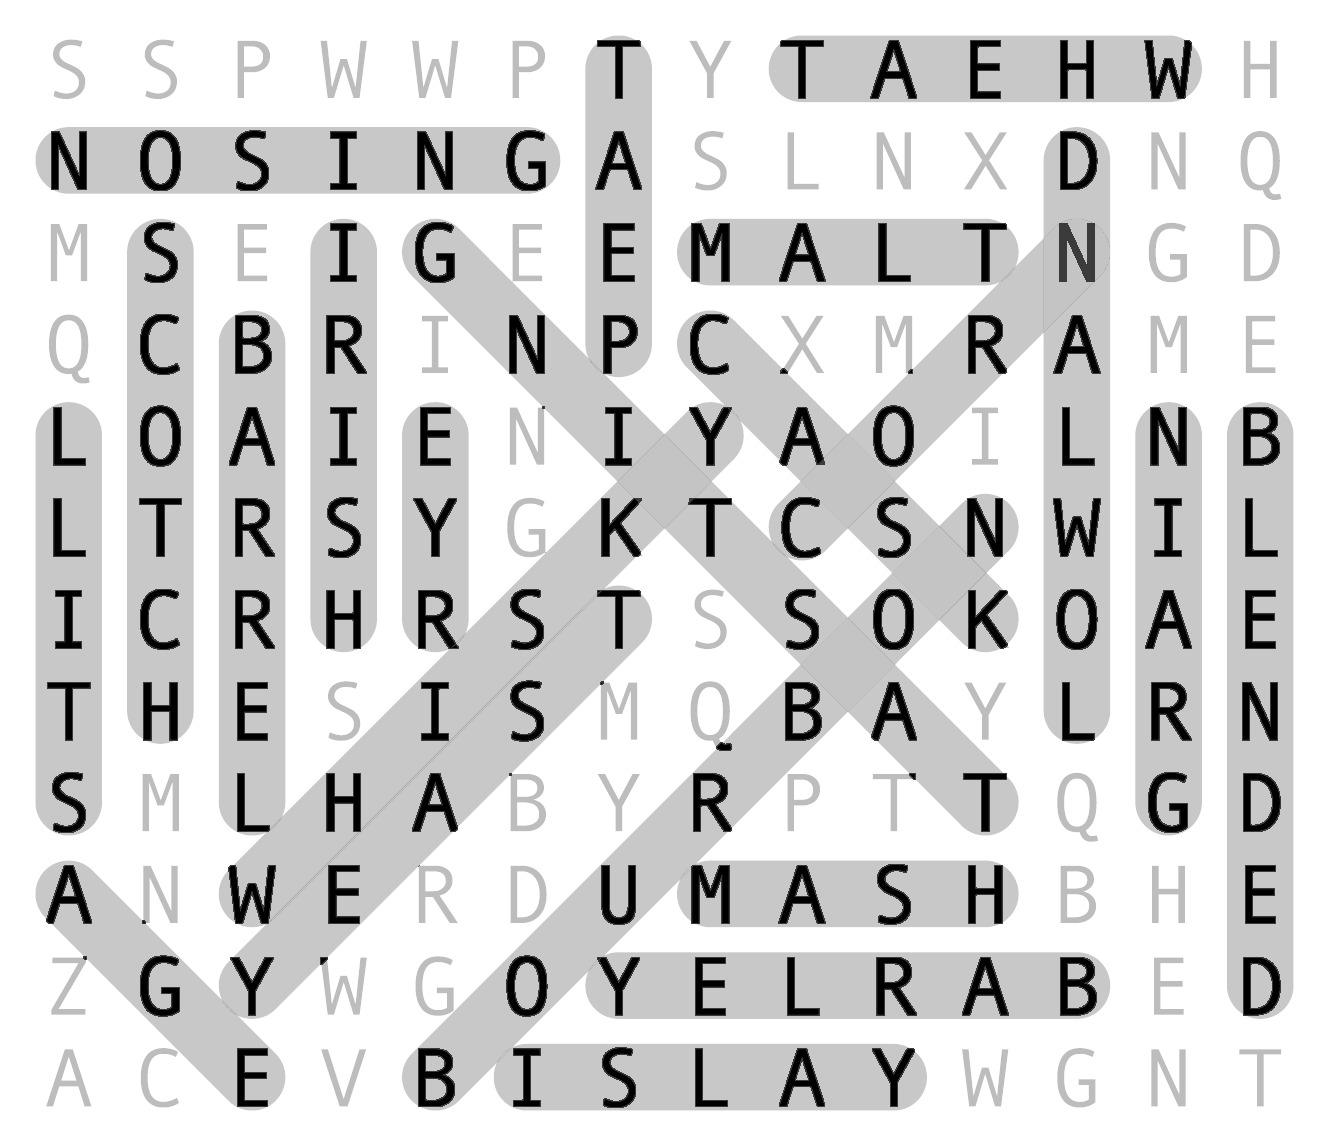 S S P W W P T Y T A E H W H
N O S I N G A S L N X D N Q
M S E I G E E M A L T N G D
Q C B R I N P C X M R A M E
L O A I E N I Y A O I L N B
L T R S Y G K T C S N W I L
I C R H R S T S S O K O A E
T H E S I S M Q B A Y L R N
S M L H A B Y R P T T Q G D
A N W E R D U M A S H B H E
Z G Y W G O Y E L R A B E D
A C E V B I S L A Y W G N T